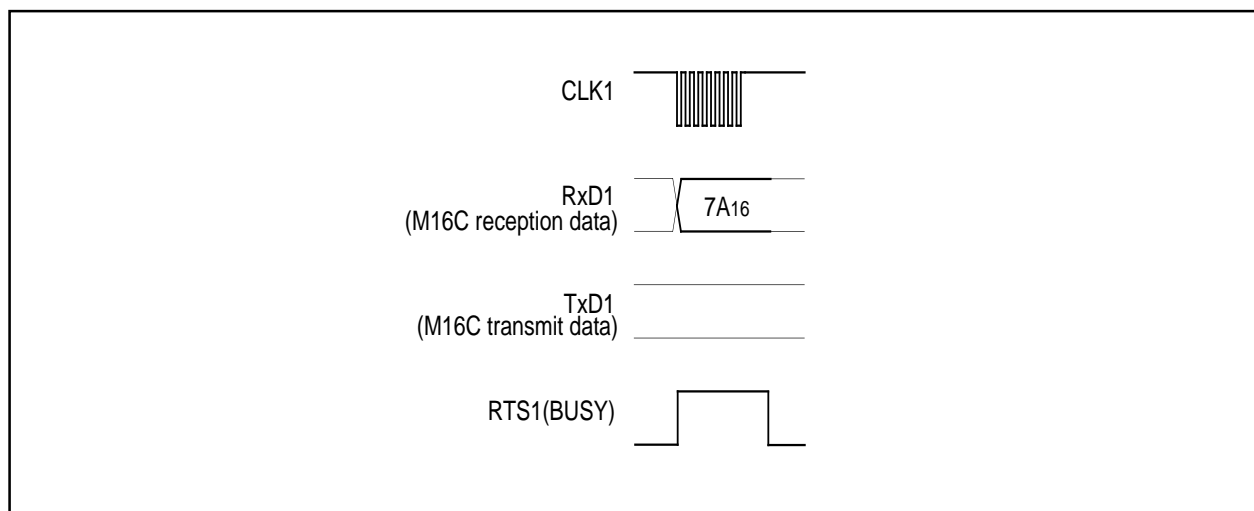 CLK1
RxD1
(M16C reception data)
7A16
TxD1
(M16C transmit data)
RTS1(BUSY)